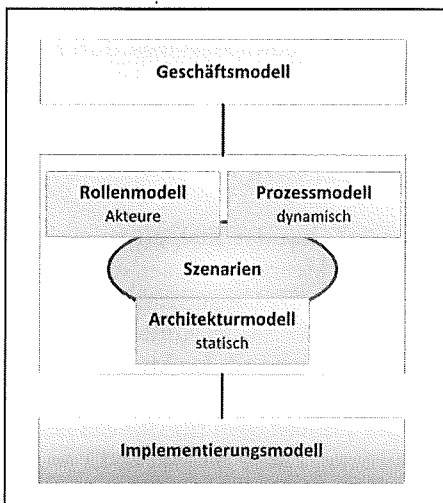 Geschäftsmodell
Rollenmodell
Akteure
Prozessmodell
dynamisch
Szenarien
Architekturmodell
statisch
Implementierungsmodell